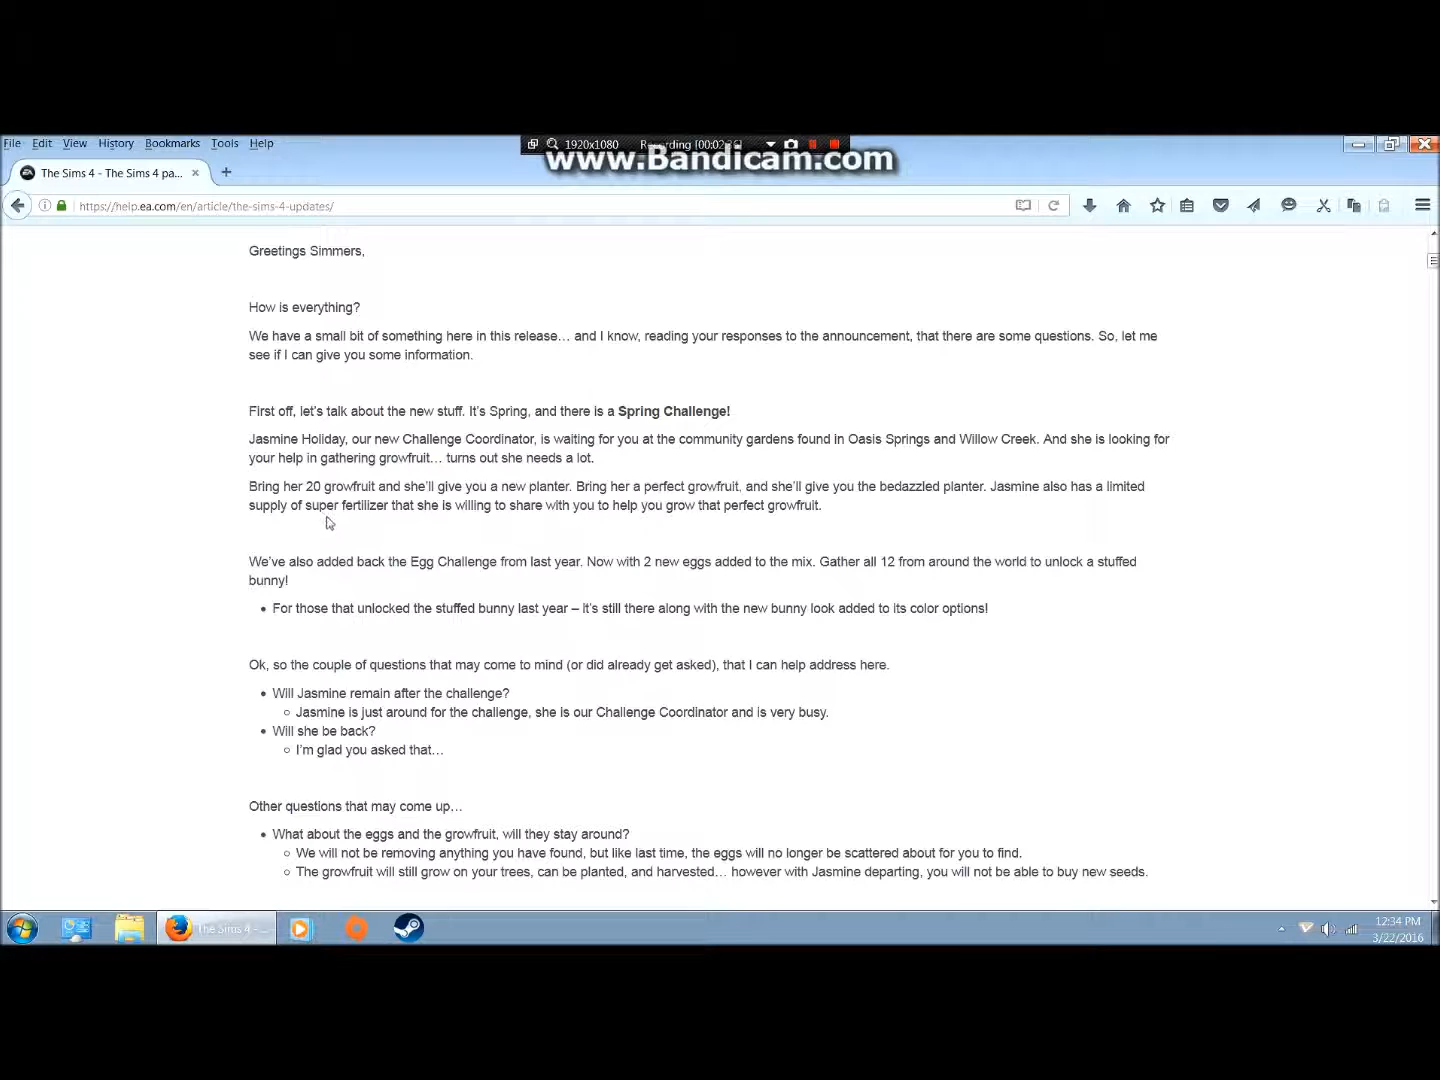 File Edit View History Bookmarks Tools Help
1920x1080 Recording
www.Bandicam.com
The Sims 4 - The Sims 4 pa...
https://help.ea.com/en/article/the-sims-4-updates/
Greetings Simmers,
How is everything?
We have a small bit of something here in this release… and I know, reading your responses to the announcement, that there are some questions. So, let me
see if I can give you some information.
First off, let's talk about the new stuff. It's Spring, and there is a Spring Challenge!
Jasmine Holiday, our new Challenge Coordinator, is waiting for you at the community gardens found in Oasis Springs and Willow Creek. And she is looking for
your help in gathering growfruit… turns out she needs a lot.
Bring her 20 growfruit and she'll give you a new planter. Bring her a perfect growfruit, and she'll give you the bedazzled planter. Jasmine also has a limited
supply of super fertilizer that she is willing to share with you to help you grow that perfect growfruit.
We've also added back the Egg Challenge from last year. Now with 2 new eggs added to the mix. Gather all 12 from around the world to unlock a stuffed
bunny!
• For those that unlocked the stuffed bunny last year – it's still there along with the new bunny look added to its color options!
Ok, so the couple of questions that may come to mind (or did already get asked), that I can help address here.
• Will Jasmine remain after the challenge?
○ Jasmine is just around for the challenge, she is our Challenge Coordinator and is very busy.
• Will she be back?
○ I'm glad you asked that…
Other questions that may come up…
• What about the eggs and the growfruit, will they stay around?
○ We will not be removing anything you have found, but like last time, the eggs will no longer be scattered about for you to find.
○ The growfruit will still grow on your trees, can be planted, and harvested… however with Jasmine departing, you will not be able to buy new seeds.
The Sims 4 - ...
12:34 PM
3/22/2016